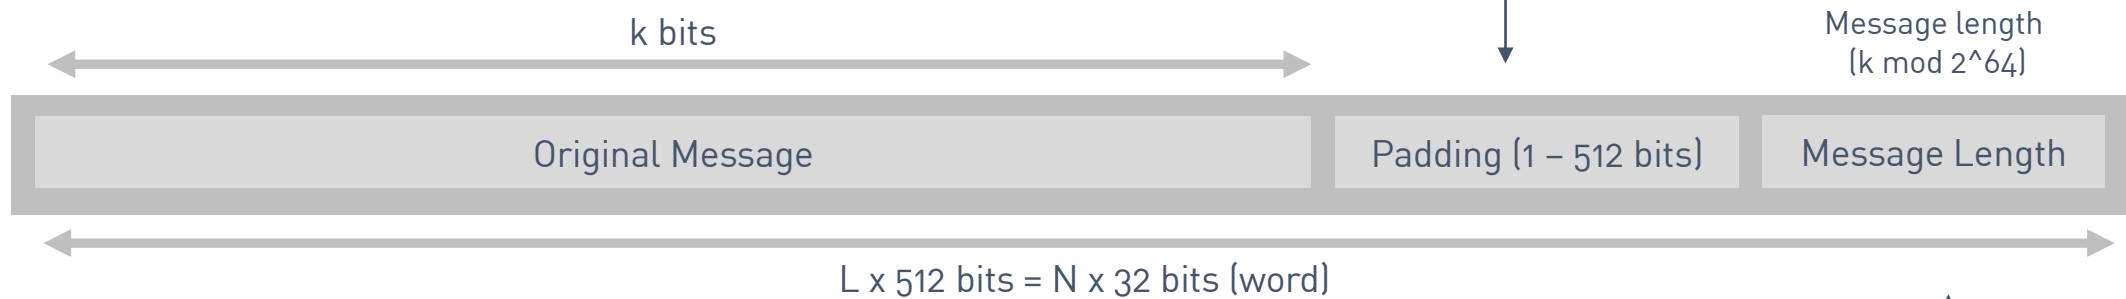 k bits
Message length
(k mod 2^64)
Original Message
Padding (1 – 512 bits)
Message Length
L x 512 bits = N x 32 bits (word)